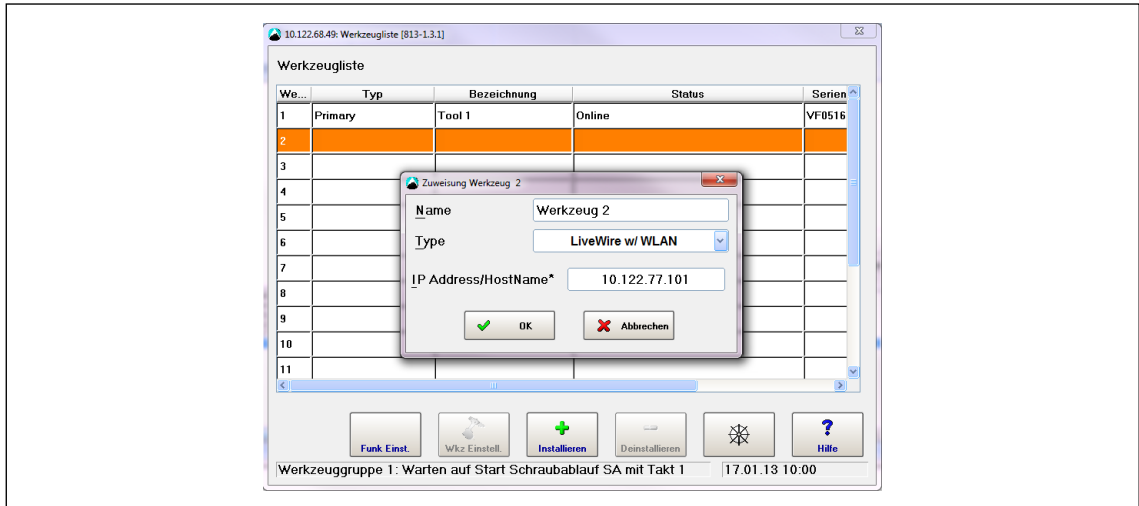 10.122.68.49: Werkzeugliste [813-1.3.1]
Werkzeugliste
We... Typ Bezeichnung Status Serien
1 Primary Tool 1 Online VF0516
2
3
4
5
6
7
8
9
10
11
Zuweisung Werkzeug 2
Name Werkzeug 2
Type LiveWire w/ WLAN
IP Address/HostName* 10.122.77.101
OK Abbrechen
Funk Einst. Wkz Einstell. Installieren Deinstallieren ? Hilfe
Werkzeuggruppe 1: Warten auf Start Schraubablauf SA mit Takt 1 17.01.13 10:00